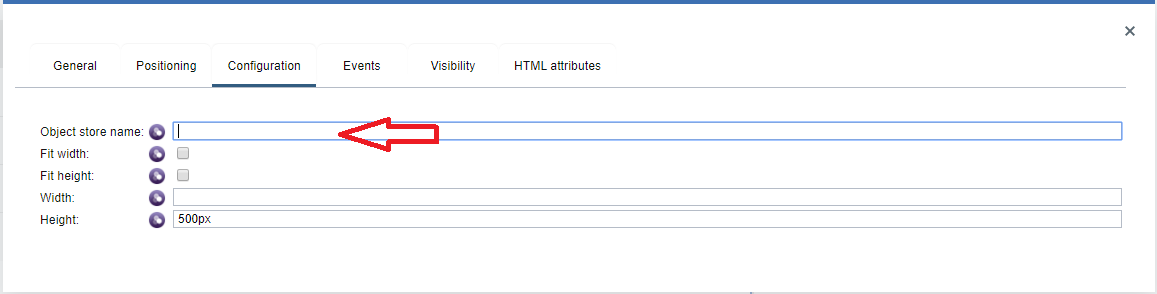 General Positioning Configuration Events Visibility HTML attributes
Object store name:
Fit width:
Fit height:
Width:
Height: 500px